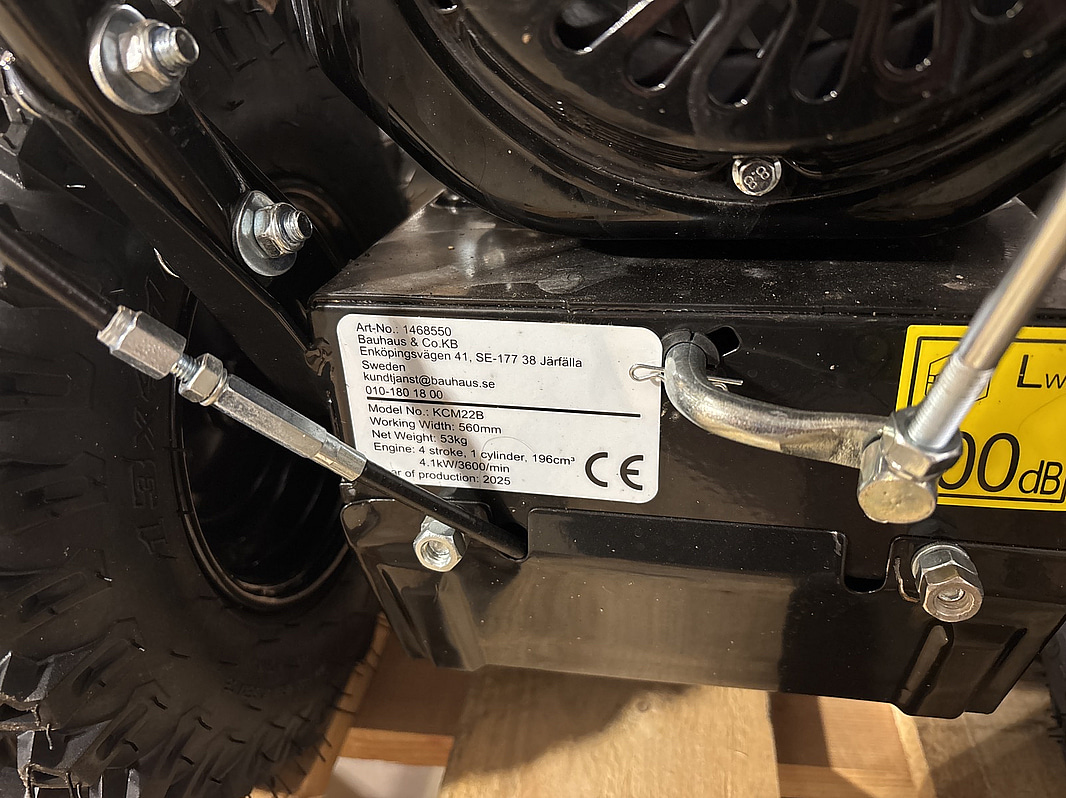 Art-No.: 1468550
Bauhaus & Co.KB
Enköpingsvägen 41, SE-177 38 Järfälla
Sweden
kundtjanst@bauhaus.se
010-180 18 00
Model No.: KCM22B
Working Width: 560mm
Net Weight: 53kg
Engine: 4 stroke, 1 cylinder, 196cm³
4.1kW/3600/min
ar of production: 2025
CE
8.8
Lw
00dB